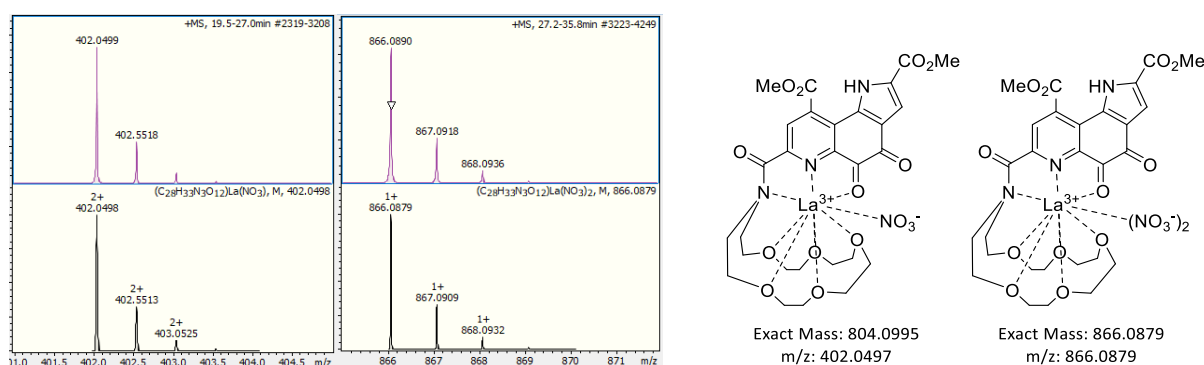 +MS, 19.5-27.0min #2319-3208
402.0499
402.5518
(C28H33N3O12)La(NO3), M, 402.0498
2+
402.0498
2+
402.5513
2+
403.0525
11.0 401.5 402.0 402.5 403.0 403.5 404.0 404.5 m/z
+MS, 27.2-35.8min #3223-4249
866.0890
867.0918
868.0936
(C28H33N3O12)La(NO3)2, M, 866.0879
1+
866.0879
1+
867.0909
1+
868.0932
866 867 868 869 870 871 m/z
CO2Me
MeO2C
HN
O
N
O
O
N
La3+
NO3-
O
O
O
O
O
Exact Mass: 804.0995
m/z: 402.0497
CO2Me
MeO2C
HN
O
N
O
O
N
La3+
(NO3-)2
O
O
O
O
O
Exact Mass: 866.0879
m/z: 866.0879